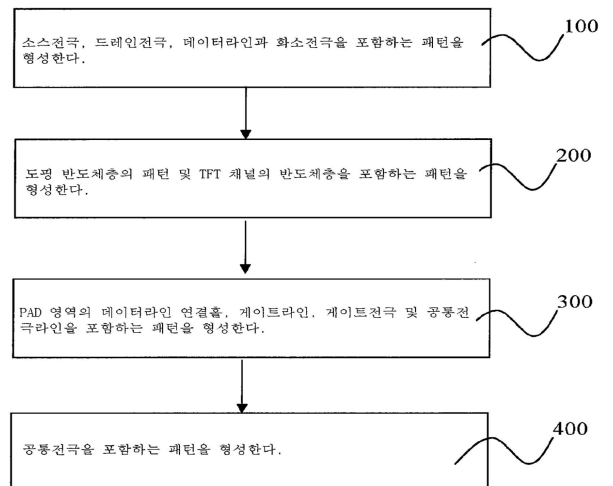 소스전극, 드레인전극, 데이터라인과 화소전극을 포함하는 패턴을
형성한다.
100
도핑 반도체층의 패턴 및 TFT 채널의 반도체층을 포함하는 패턴을
형성한다.
200
PAD 영역의 데이터라인 연결홀, 게이트라인, 게이트전극 및 공통전
극라인을 포함하는 패턴을 형성한다.
300
공통전극을 포함하는 패턴을 형성한다.
400